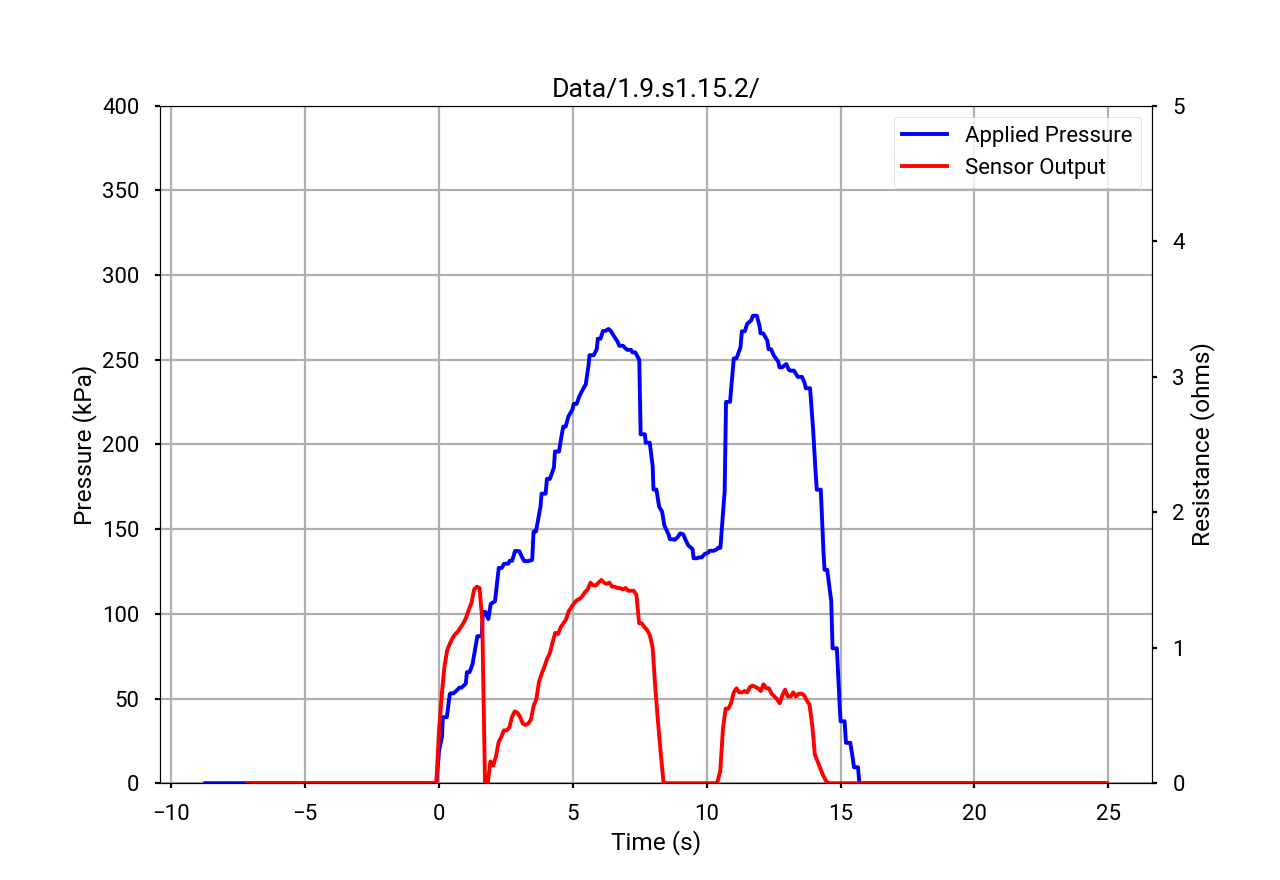 Data/1.9.s1.15.2/
400
350
300
250
200
150
100
50
0
Pressure (kPa)
5
4
3
2
1
0
Resistance (ohms)
Applied Pressure
Sensor Output
−10 −5 0 5 10 15 20 25
Time (s)